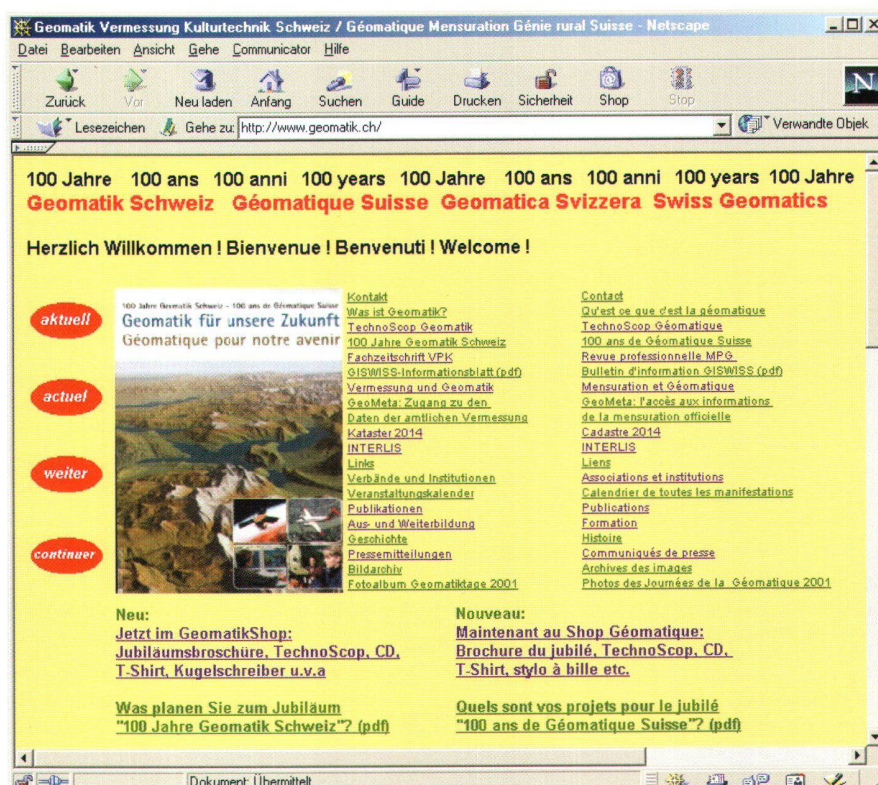 Geomatik Vermessung Kulturtechnik Schweiz / Géomatique Mensuration Génie rural Suisse - Netscape
Datei Bearbeiten Ansicht Gehe Communicator Hilfe
Zurück Vor Neu laden Anfang Suchen Guide Drucken Sicherheit Shop Stop
N
Lesezeichen Gehe zu: http://www.geomatik.ch/ Verwandte Objek
100 Jahre 100 ans 100 anni 100 years 100 Jahre 100 ans 100 anni 100 years 100 Jahre
Geomatik Schweiz Géomatique Suisse Geomatica Svizzera Swiss Geomatics
Herzlich Willkommen ! Bienvenue ! Benvenuti ! Welcome !
aktuell
actuel
weiter
continuer
100 Jahre Geomatik Schweiz - 100 ans de Géomatique Suisse
Geomatik für unsere Zukunft
Géomatique pour notre avenir
Kontakt
Was ist Geomatik?
TechnoScop Geomatik
100 Jahre Geomatik Schweiz
Fachzeitschrift VPK
GISWISS-Informationsblatt (pdf)
Vermessung und Geomatik
GeoMeta: Zugang zu den
Daten der amtlichen Vermessung
Kataster 2014
INTERLIS
Links
Verbände und Institutionen
Veranstaltungskalender
Publikationen
Aus- und Weiterbildung
Geschichte
Pressemitteilungen
Bildarchiv
Fotoalbum Geomatiktage 2001
Contact
Qu'est ce que c'est la géomatique
TechnoScop Géomatique
100 ans de Géomatique Suisse
Revue professionnelle MPG
Bulletin d'information GISWISS (pdf)
Mensuration et Géomatique
GeoMeta: l'accès aux informations
de la mensuration officielle
Cadastre 2014
INTERLIS
Liens
Associations et institutions
Calendrier de toutes les manifestations
Publications
Formation
Histoire
Communiqués de presse
Archives des images
Photos des Journées de la Géomatique 2001
Neu:
Jetzt im GeomatikShop:
Jubiläumsbroschüre, TechnoScop, CD,
T-Shirt, Kugelschreiber u.v.a
Was planen Sie zum Jubiläum
"100 Jahre Geomatik Schweiz"? (pdf)
Nouveau:
Maintenant au Shop Géomatique:
Brochure du jubilé, TechnoScop, CD,
T-Shirt, stylo à bille etc.
Quels sont vos projets pour le jubilé
"100 ans de Géomatique Suisse"? (pdf)
Dokument: Übermittelt